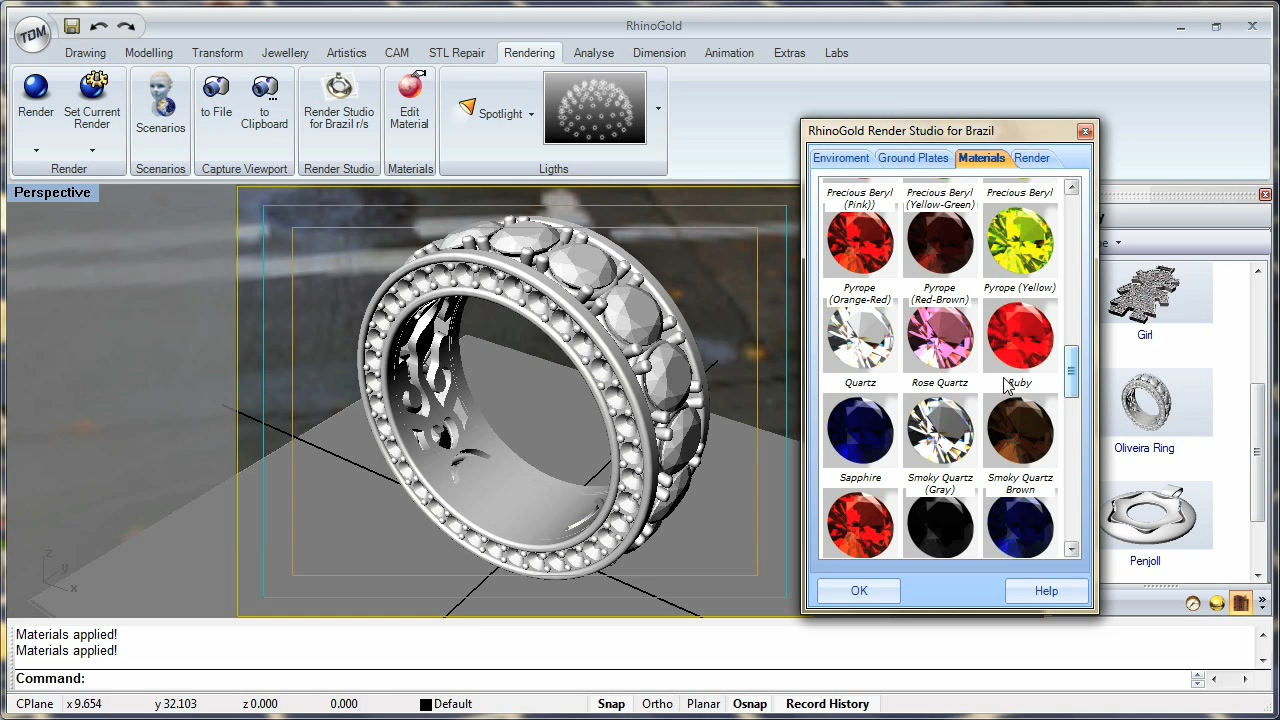 TDM
RhinoGold
Drawing
Modelling
Transform
Jewellery
Artistics
CAM
STL Repair
Rendering
Analyse
Dimension
Animation
Extras
Labs
Render
Set Current
Render
Scenarios
to File
to
Clipboard
Render Studio
for Brazil r/s
Edit
Material
Spotlight
Render
Scenarios
Capture Viewport
Render Studio
Materials
Ligths
Perspective
RhinoGold Render Studio for Brazil
Enviroment
Ground Plates
Materials
Render
Precious Beryl
(Pink))
Precious Beryl
(Yellow-Green)
Precious Beryl
Pyrope
(Orange-Red)
Pyrope
(Red-Brown)
Pyrope (Yellow)
Quartz
Rose Quartz
Ruby
Sapphire
Smoky Quartz
(Gray)
Smoky Quartz
Brown
OK
Help
Girl
Oliveira Ring
Penjoll
Materials applied!
Materials applied!
Command:
CPlane
x 9.654
y 32.103
z 0.000
0.000
Default
Snap
Ortho
Planar
Osnap
Record History
z
y
x